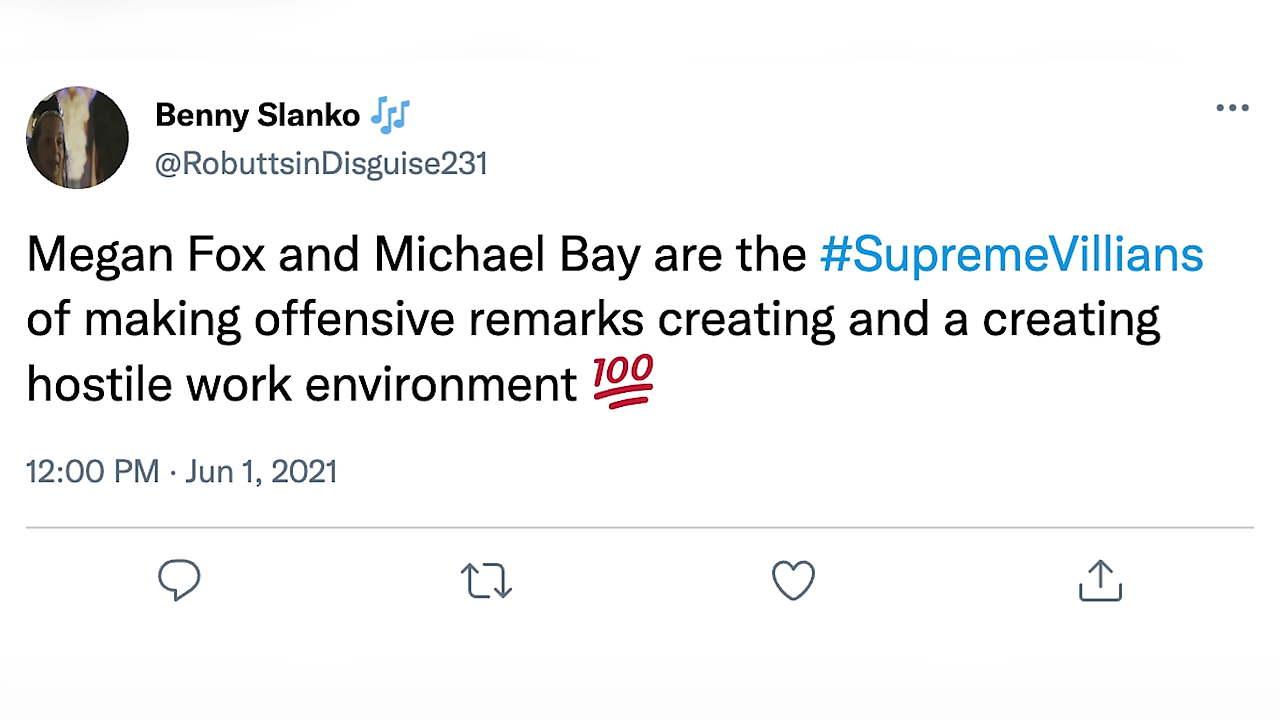 Benny Slanko 🎶
@RobuttsinDisguise231
Megan Fox and Michael Bay are the #SupremeVillians
of making offensive remarks creating and a creating
hostile work environment 💯
12:00 PM · Jun 1, 2021